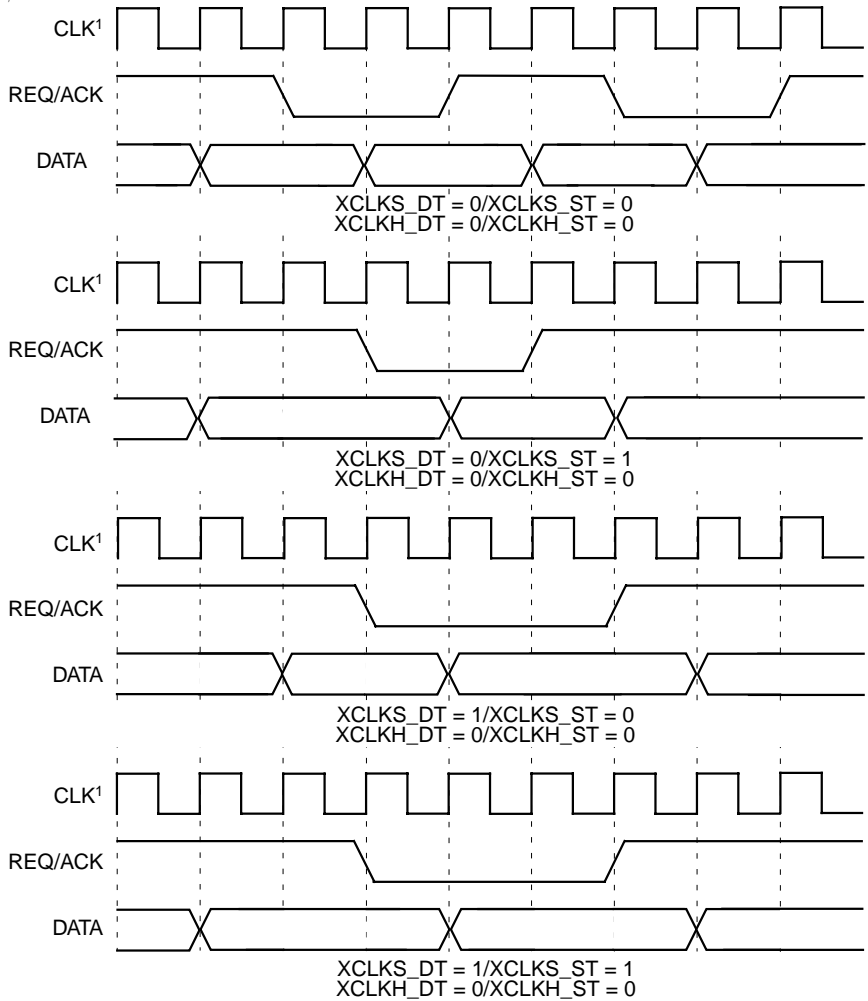 CLK¹
REQ/ACK
DATA
XCLKS_DT = 0/XCLKS_ST = 0
XCLKH_DT = 0/XCLKH_ST = 0
CLK¹
REQ/ACK
DATA
XCLKS_DT = 0/XCLKS_ST = 1
XCLKH_DT = 0/XCLKH_ST = 0
CLK¹
REQ/ACK
DATA
XCLKS_DT = 1/XCLKS_ST = 0
XCLKH_DT = 0/XCLKH_ST = 0
CLK¹
REQ/ACK
DATA
XCLKS_DT = 1/XCLKS_ST = 1
XCLKH_DT = 0/XCLKH_ST = 0